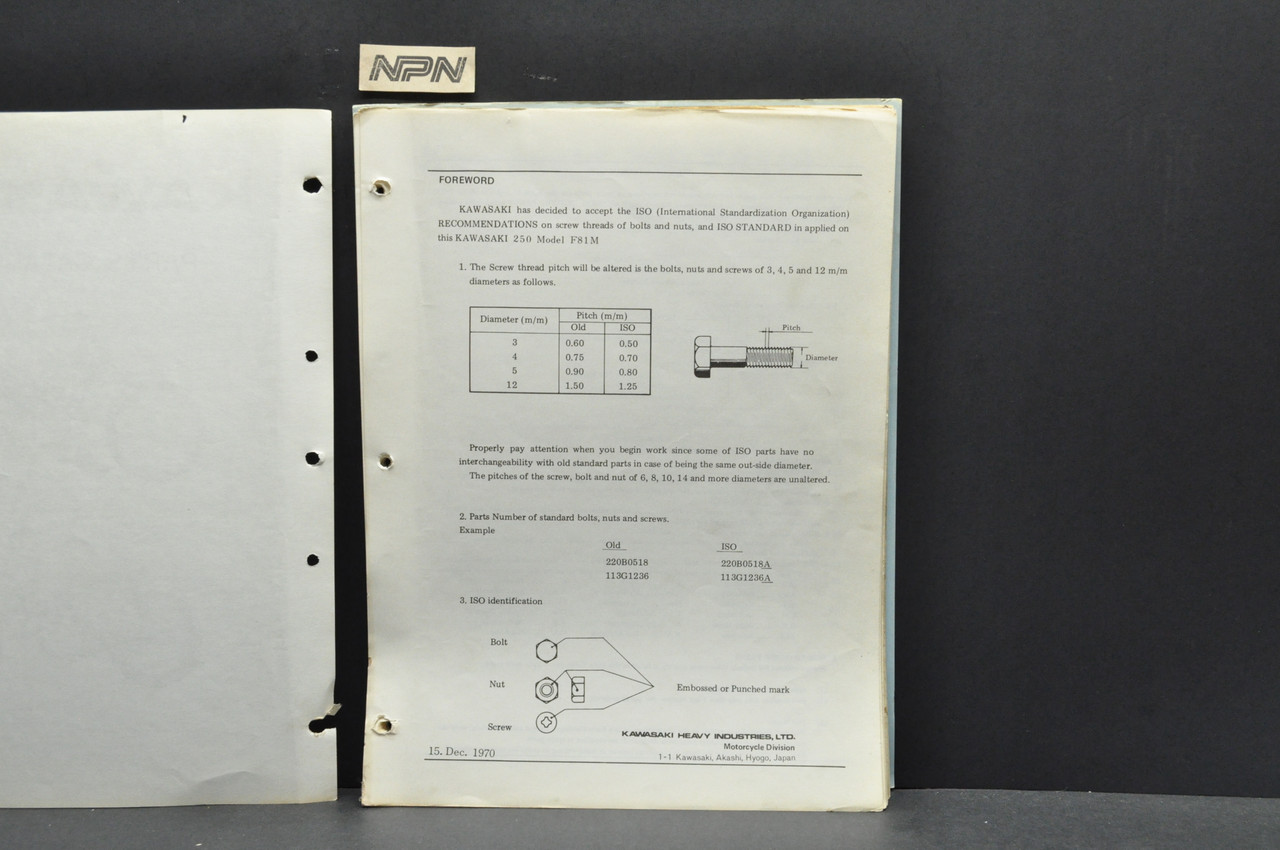 NPN
FOREWORD
KAWASAKI has decided to accept the ISO (International Standardization Organization)
RECOMMENDATIONS on screw threads of bolts and nuts, and ISO STANDARD in applied on
this KAWASAKI 250 Model F81M
1. The Screw thread pitch will be altered is the bolts, nuts and screws of 3, 4, 5 and 12 m/m
diameters as follows.
Diameter (m/m) Pitch (m/m)
Old ISO
3 0.60 0.50
4 0.75 0.70
5 0.90 0.80
12 1.50 1.25
Pitch
Diameter
Properly pay attention when you begin work since some of ISO parts have no
interchangeability with old standard parts in case of being the same out-side diameter.
The pitches of the screw, bolt and nut of 6, 8, 10, 14 and more diameters are unaltered.
2. Parts Number of standard bolts, nuts and screws.
Example
Old ISO
220B0518 220B0518A
113G1236 113G1236A
3. ISO identification
Bolt
Nut
Embossed or Punched mark
Screw
KAWASAKI HEAVY INDUSTRIES, LTD.
Motorcycle Division
15. Dec. 1970
1-1 Kawasaki, Akashi, Hyogo, Japan